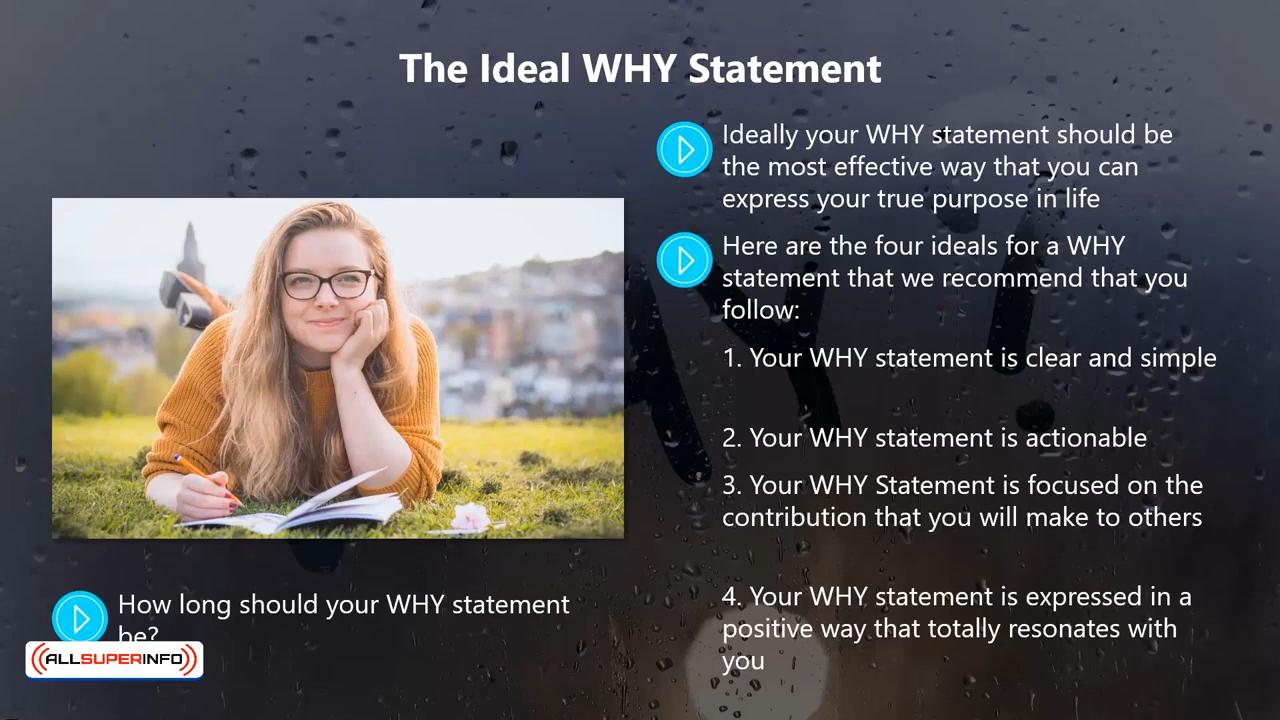 The Ideal WHY Statement
Ideally your WHY statement should be
the most effective way that you can
express your true purpose in life
Here are the four ideals for a WHY
statement that we recommend that you
follow:
1. Your WHY statement is clear and simple
2. Your WHY statement is actionable
3. Your WHY Statement is focused on the
contribution that you will make to others
4. Your WHY statement is expressed in a
positive way that totally resonates with
you
How long should your WHY statement
be?
ALLSUPERINFO